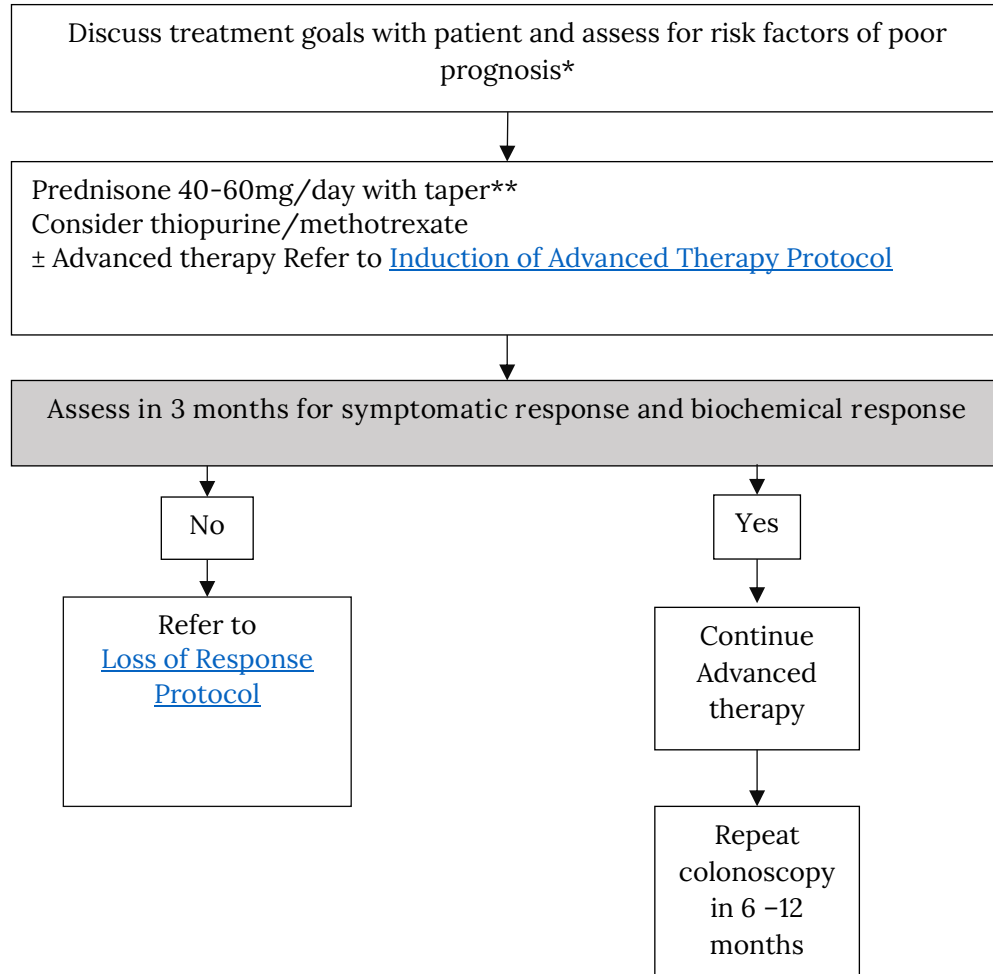 Discuss treatment goals with patient and assess for risk factors of poor
prognosis*
Prednisone 40-60mg/day with taper**
Consider thiopurine/methotrexate
± Advanced therapy Refer to Induction of Advanced Therapy Protocol
Assess in 3 months for symptomatic response and biochemical response
No
Yes
Refer to
Loss of Response
Protocol
Continue
Advanced
therapy
Repeat
colonoscopy
in 6 –12
months